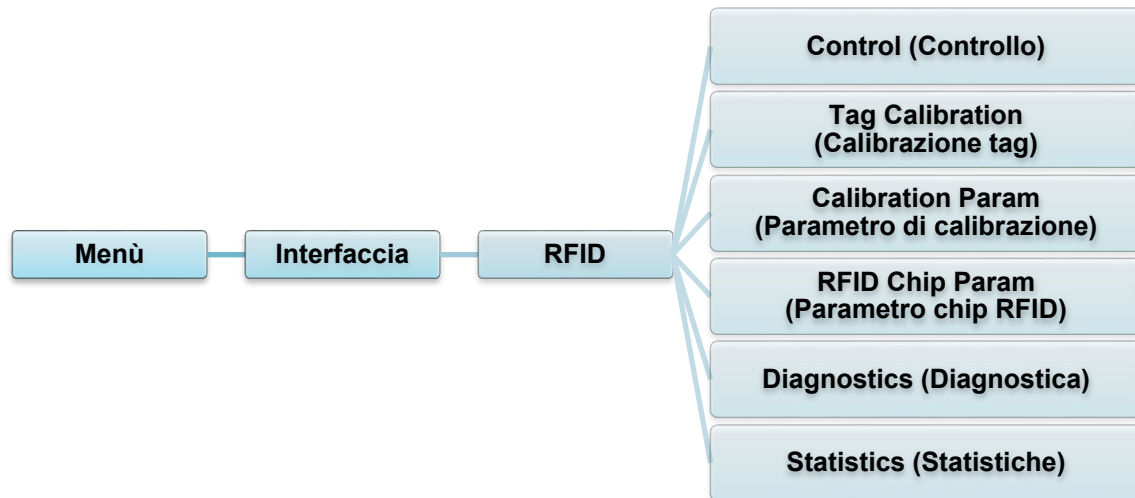 Control (Controllo)
Tag Calibration
(Calibrazione tag)
Calibration Param
(Parametro di calibrazione)
Menù
Interfaccia
RFID
RFID Chip Param
(Parametro chip RFID)
Diagnostics (Diagnostica)
Statistics (Statistiche)